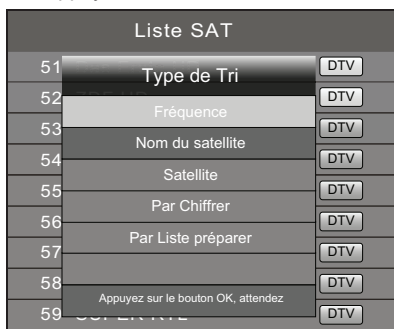 Liste SAT
51 DTV
Type de Tri
52 DTV
Fréquence
53 DTV
Nom du satellite
54 DTV
Satellite
55 DTV
Par Chiffrer
56 DTV
Par Liste préparer
57 DTV
58 DTV
Appuyez sur le bouton OK, attendez
59 DTV